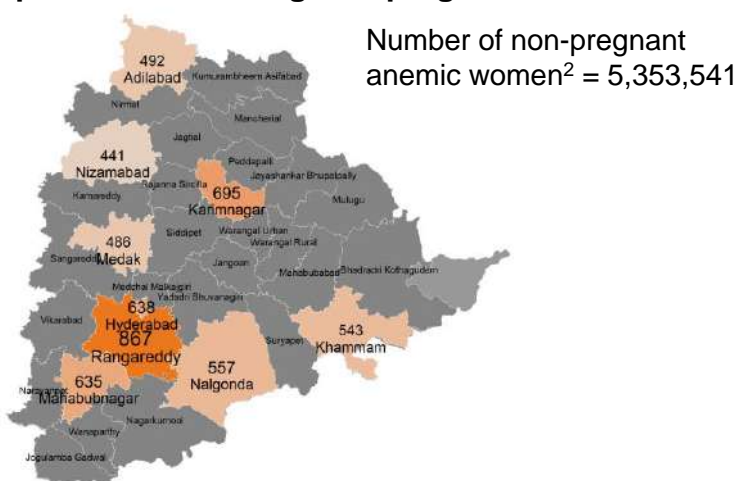 Number of non-pregnant
anemic women² = 5,353,541
492
Adilabad
Kumurambheem Asifabad
Nirmal
Mancherial
Jagtial
441
Nizamabad
Peddapalli
Jayashankar Bhupalpally
Rajanna Sircilla
695
Karimnagar
Kamareddy
Mulugu
486
Medak
Siddipet
Warangal Urban
Warangal Rural
Sangareddy
Jangoan
Mahabubabad
Bhadradri Kothagudem
Medchal Malkajgiri
Yadadri Bhuvanagiri
638
Hyderabad
867
Rangareddy
Vikarabad
543
Khammam
Suryapet
557
Nalgonda
635
Mahabubnagar
Narayanpet
Nagarkurnool
Wanaparthy
Jogulamba Gadwal